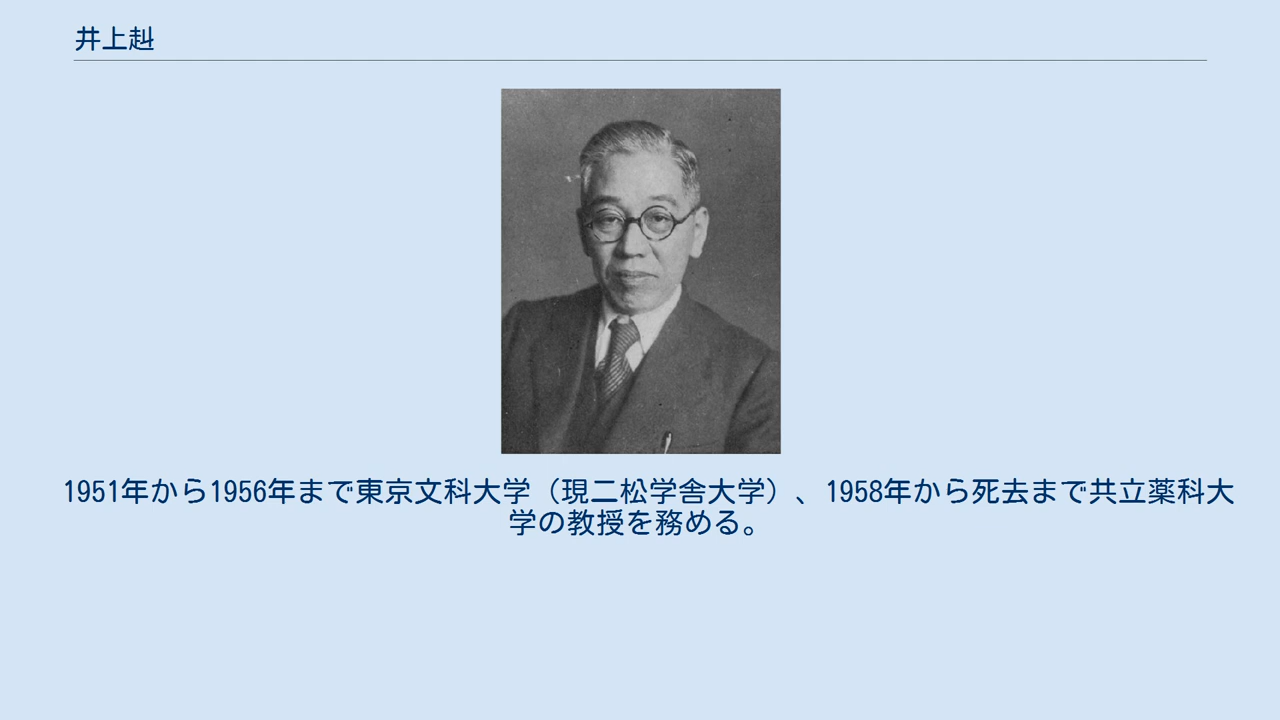 井上赳
1951年から1956年まで東京文科大学（現二松学舎大学）、1958年から死去まで共立薬科大
学の教授を務める。